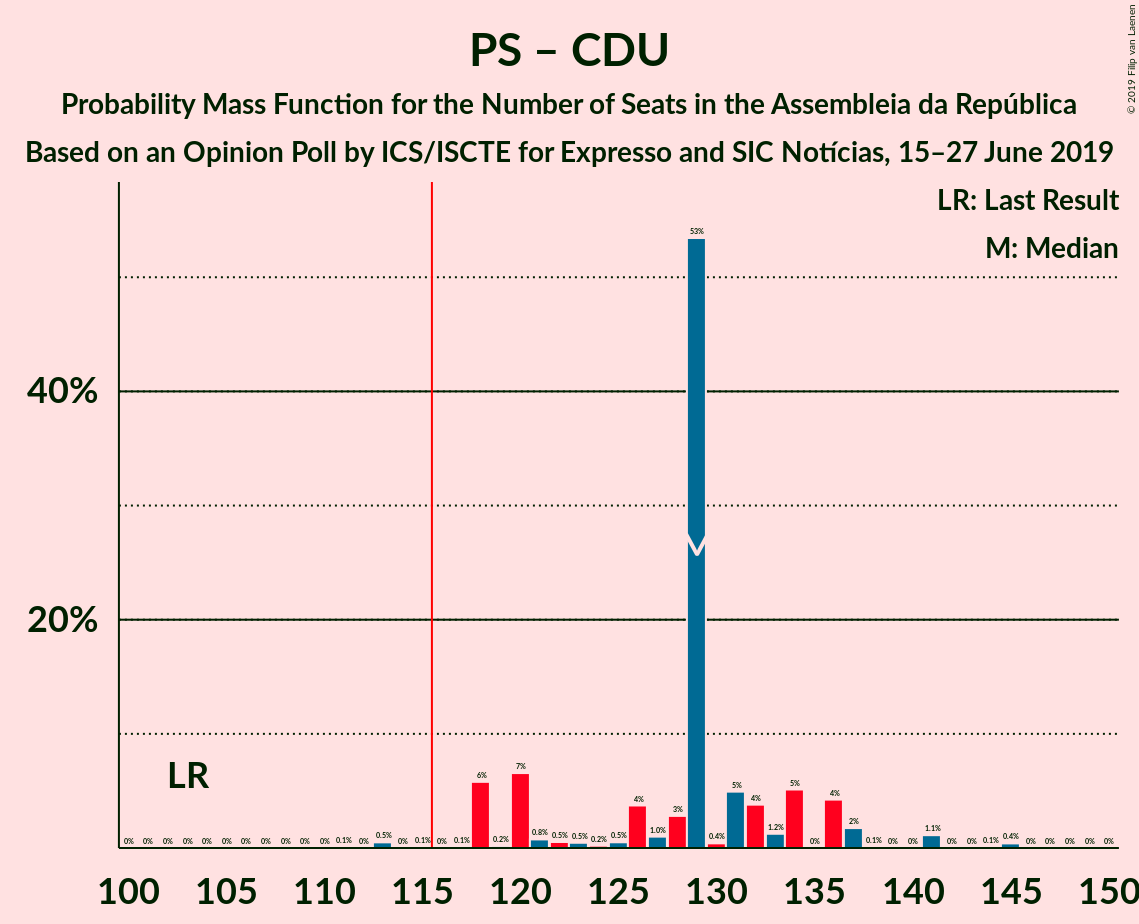 PS – CDU
Probability Mass Function for the Number of Seats in the Assembleia da República
Based on an Opinion Poll by ICS/ISCTE for Expresso and SIC Notícias, 15–27 June 2019
© 2019 Filip van Laenen
LR: Last Result
M: Median
40%
20%
LR
0% 0% 0% 0% 0% 0% 0% 0% 0% 0% 0% 0.1% 0% 0.5% 0% 0.1% 0% 0.1% 6% 0.2% 7% 0.8% 0.5% 0.5% 0.2% 0.5% 4% 1.0% 3% 53% 0.4% 5% 4% 1.2% 5% 0% 4% 2% 0.1% 0% 0% 1.1% 0% 0% 0.1% 0.4% 0% 0% 0% 0% 0%
100 105 110 115 120 125 130 135 140 145 150